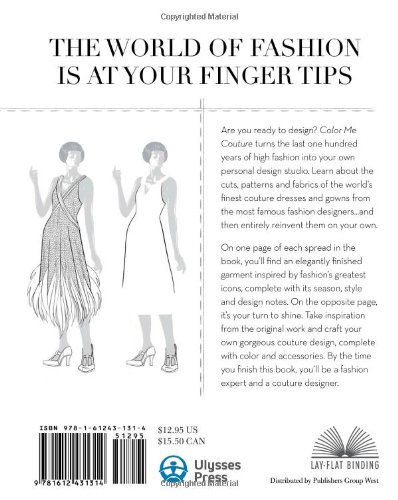 Copyrighted Material
THE WORLD OF FASHION
IS AT YOUR FINGER TIPS
Are you ready to design? Color Me
Couture turns the last one hundred
years of high fashion into your own
personal design studio. Learn about the
cuts, patterns and fabrics of the world's
finest couture dresses and gowns from
the most famous fashion designers...and
then entirely reinvent them on your own.
On one page of each spread in the
book, you'll find an elegantly finished
garment inspired by fashion's greatest
icons, complete with its season, style
and design notes. On the opposite page,
it's your turn to shine. Take inspiration
from the original work and craft your
own gorgeous couture design, complete
with color and accessories. By the time
you finish this book, you'll be a fashion
expert and a couture designer.
ISBN 978-1-61243-131-4
51295
9 781612 431314
$12.95 US
$15.50 CAN
Ulysses
Press
LAY-FLAT BINDING
Distributed by Publishers Group West
Copyrighted Material